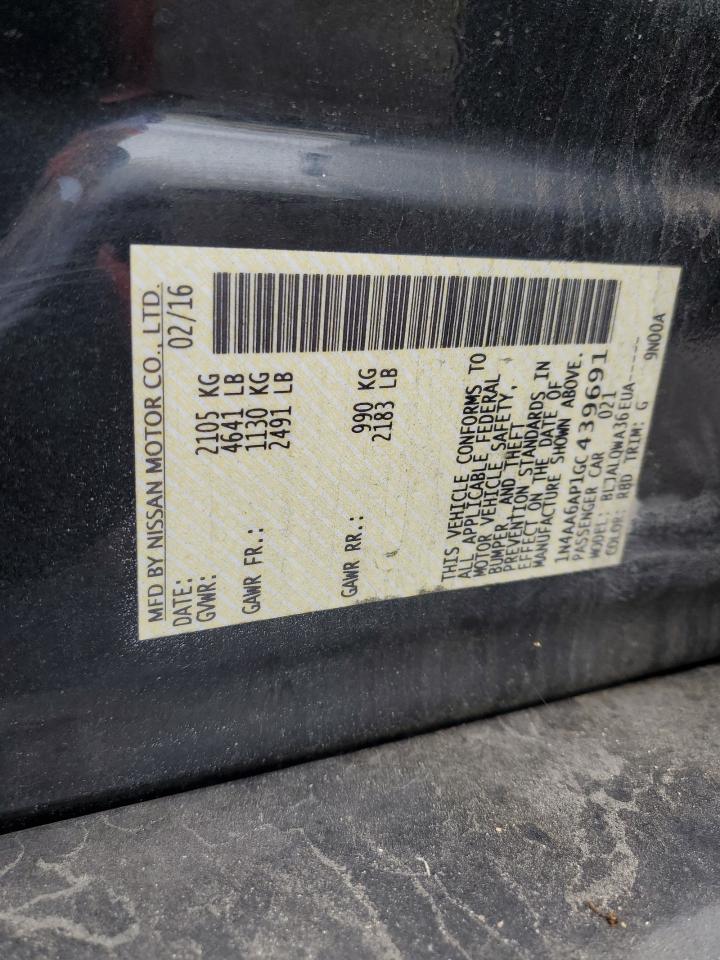 MFD BY NISSAN MOTOR CO., LTD.
DATE: 02/16
GVWR: 2105 KG
4641 LB
GAWR FR.: 1130 KG
2491 LB
GAWR RR.: 990 KG
2183 LB
THIS VEHICLE CONFORMS TO
ALL APPLICABLE FEDERAL
MOTOR VEHICLE SAFETY,
BUMPER, AND THEFT
PREVENTION STANDARDS IN
EFFECT ON THE DATE OF
MANUFACTURE SHOWN ABOVE.
1N4AA6AP1GC439691
PASSENGER CAR 021
MODEL: EUA-----
COLOR: RBD TRIM: G 9N00A